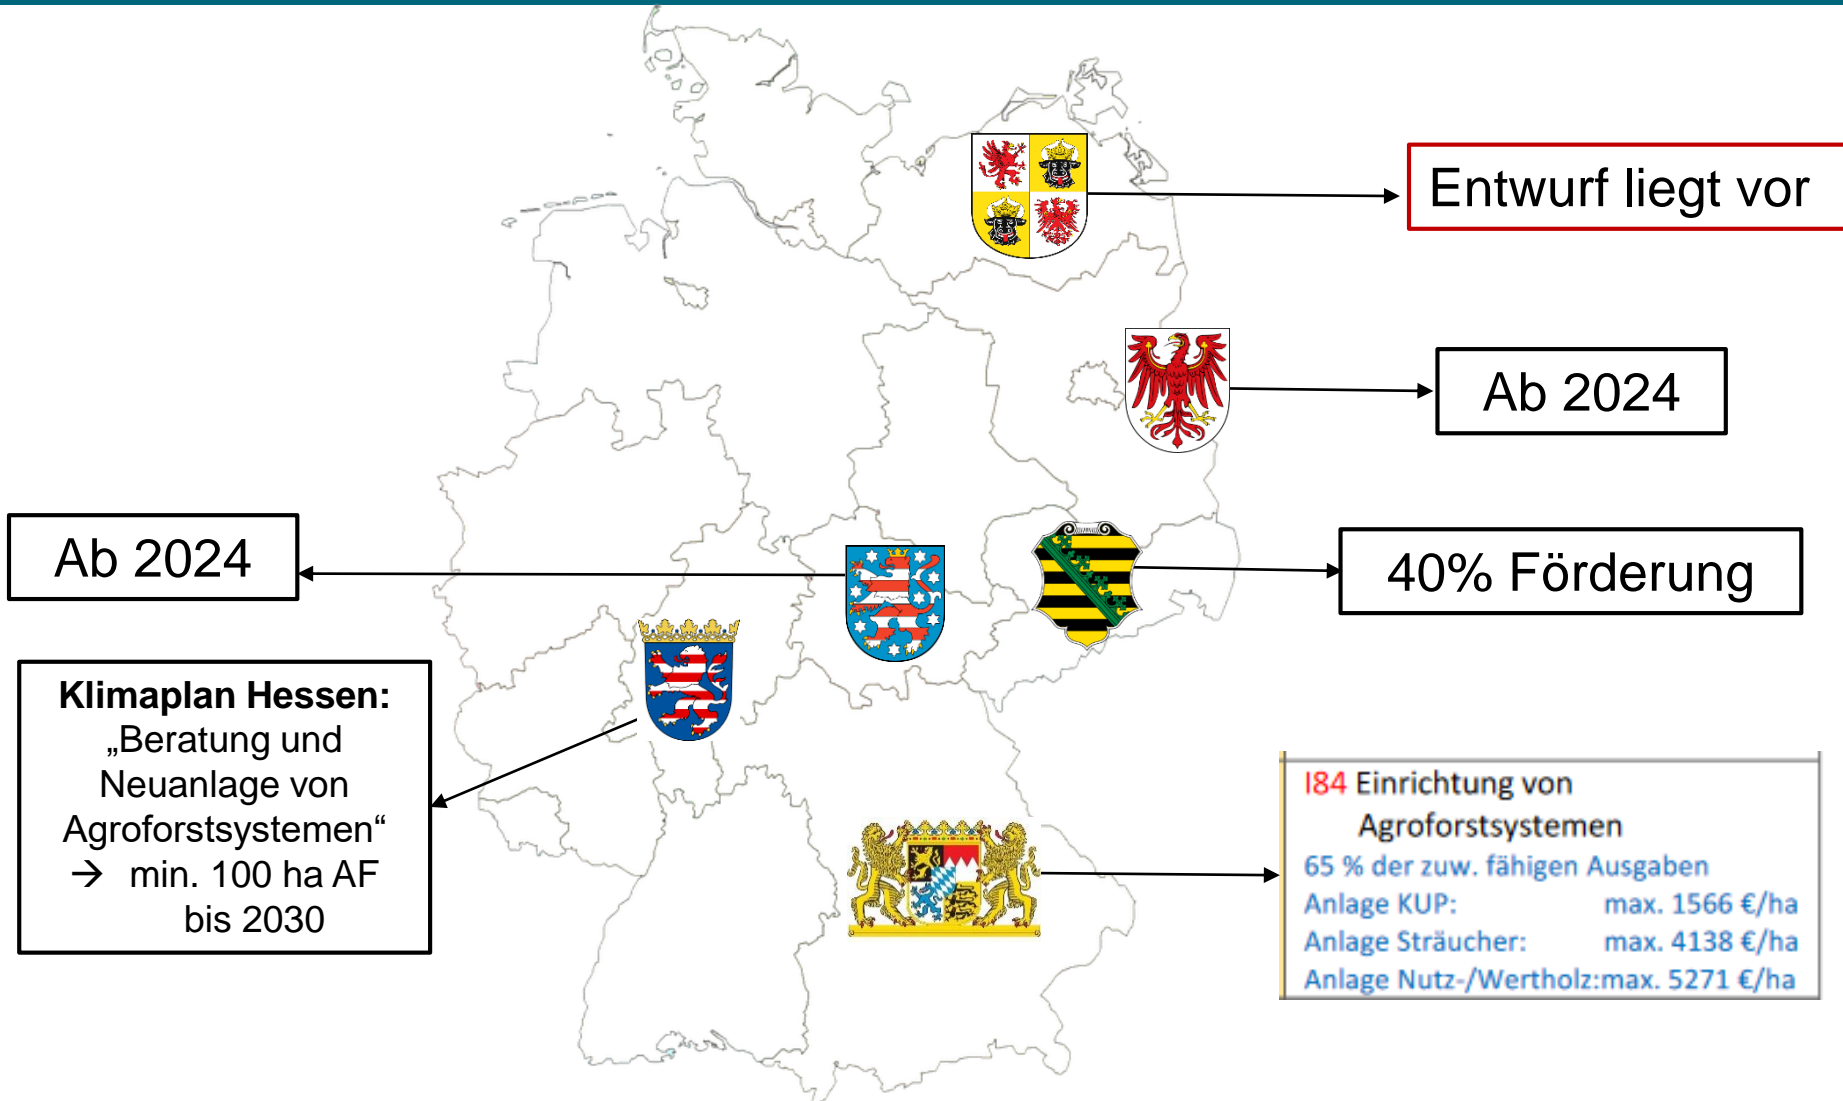 Entwurf liegt vor
Ab 2024
Ab 2024
40% Förderung
Klimaplan Hessen:
„Beratung und
Neuanlage von
Agroforstsystemen“
→ min. 100 ha AF
bis 2030
I84 Einrichtung von
Agroforstsystemen
65 % der zuw. fähigen Ausgaben
Anlage KUP: max. 1566 €/ha
Anlage Sträucher: max. 4138 €/ha
Anlage Nutz-/Wertholz:max. 5271 €/ha